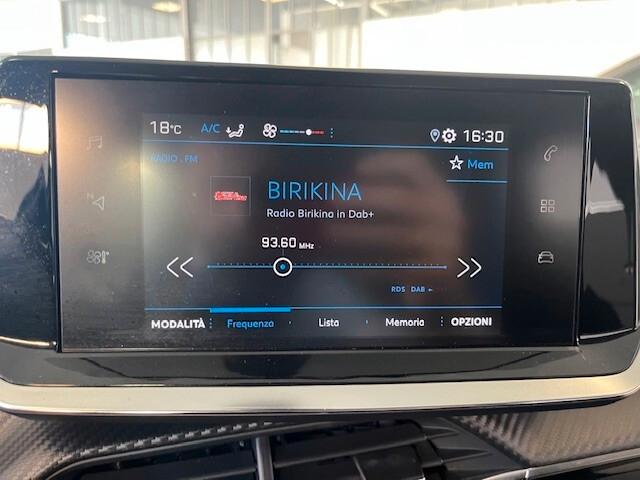 18°C A/C 16:30
RADIO . FM
Mem
BIRIKINA
Radio Birikina in Dab+
93.60 MHz
N
RDS DAB
MODALITÀ Frequenza Lista Memoria OPZIONI